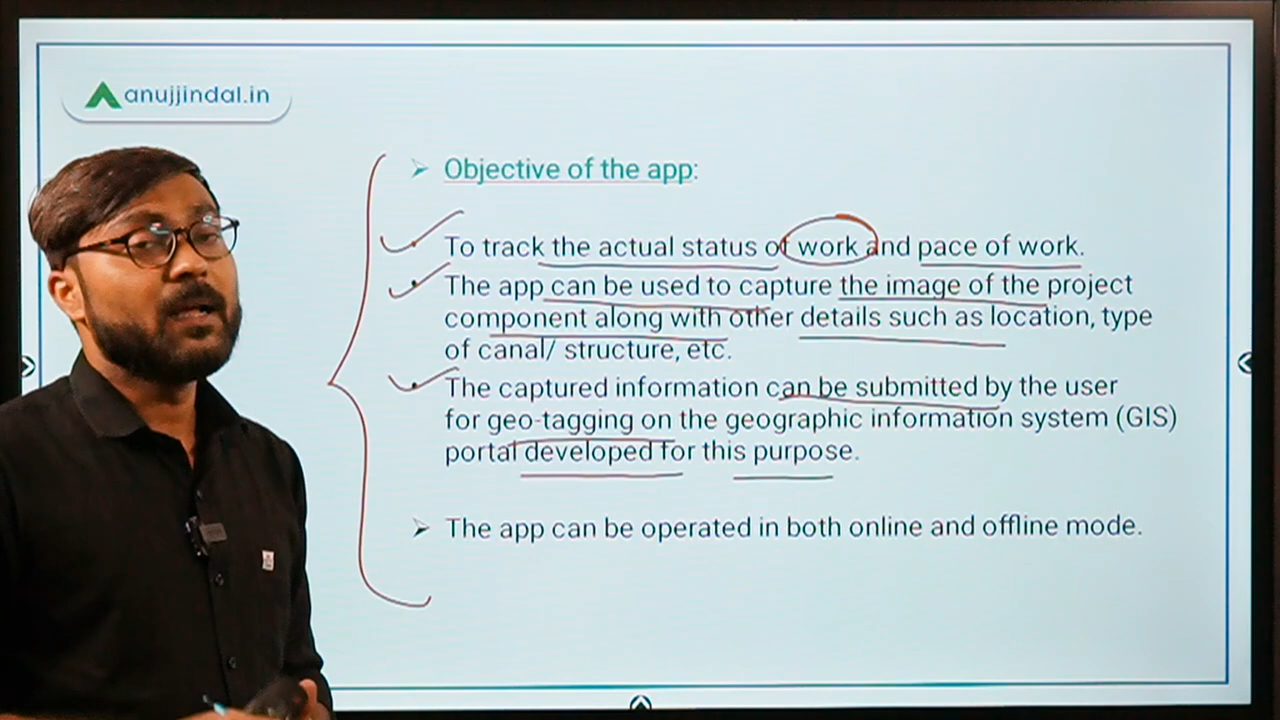 anujjindal.in
Objective of the app:
To track the actual status of work and pace of work.
The app can be used to capture the image of the project
component along with other details such as location, type
of canal/ structure, etc.
The captured information can be submitted by the user
for geo-tagging on the geographic information system (GIS)
portal developed for this purpose.
The app can be operated in both online and offline mode.